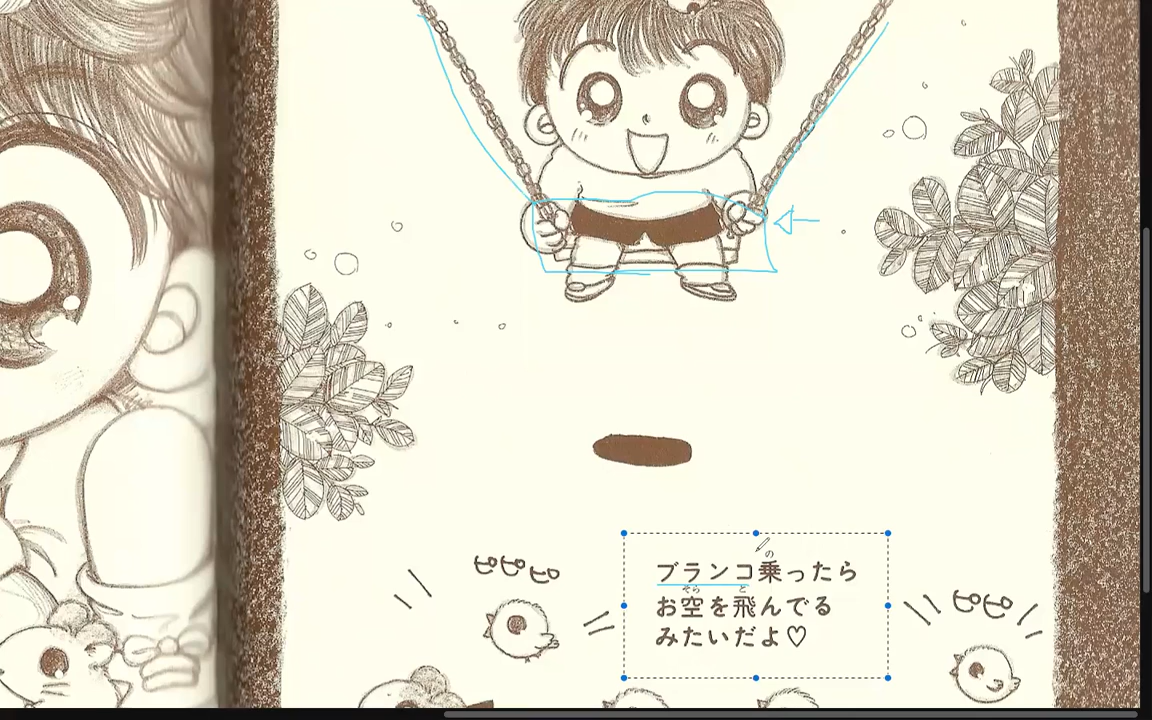 ピピピ
ブランコ乗ったら
お空を飛んでる
みたいだよ♡
ピピ